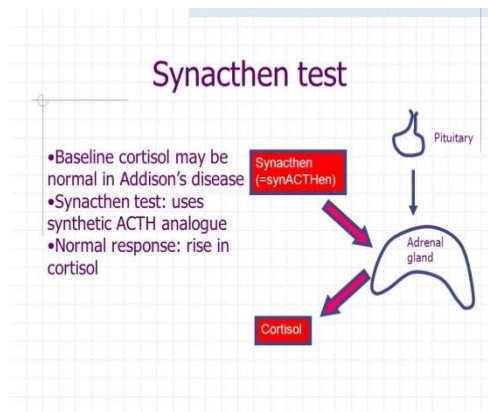 Synacthen test
•Baseline cortisol may be
normal in Addison's disease
•Synacthen test: uses
synthetic ACTH analogue
•Normal response: rise in
cortisol
Synacthen
(=synACTHen)
Pituitary
Adrenal
gland
Cortisol